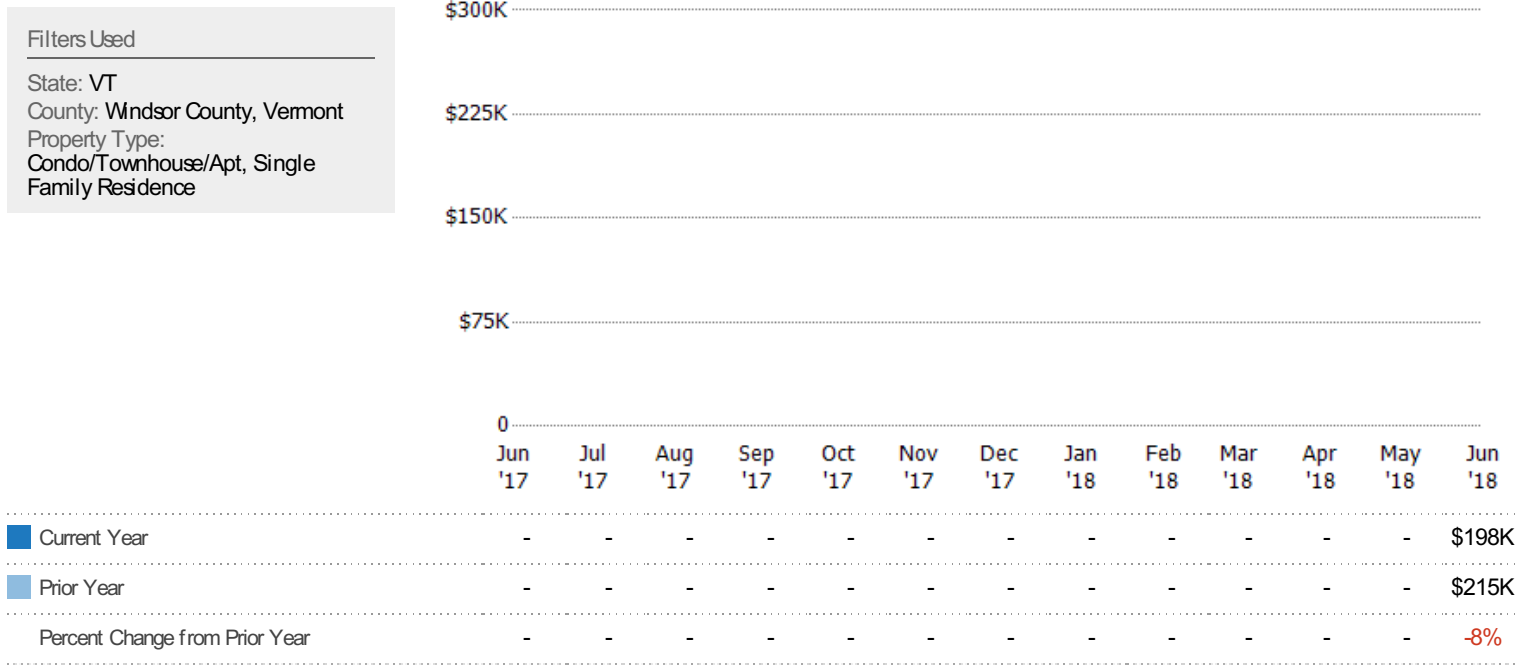 Filters Used
State: VT
County: Windsor County, Vermont
Property Type:
Condo/Townhouse/Apt, Single
Family Residence
$300K
$225K
$150K
$75K
0
Jun Jul Aug Sep Oct Nov Dec Jan Feb Mar Apr May Jun
'17 '17 '17 '17 '17 '17 '17 '18 '18 '18 '18 '18 '18
Current Year - - - - - - - - - - - - $198K
Prior Year - - - - - - - - - - - - $215K
Percent Change from Prior Year - - - - - - - - - - - - -8%